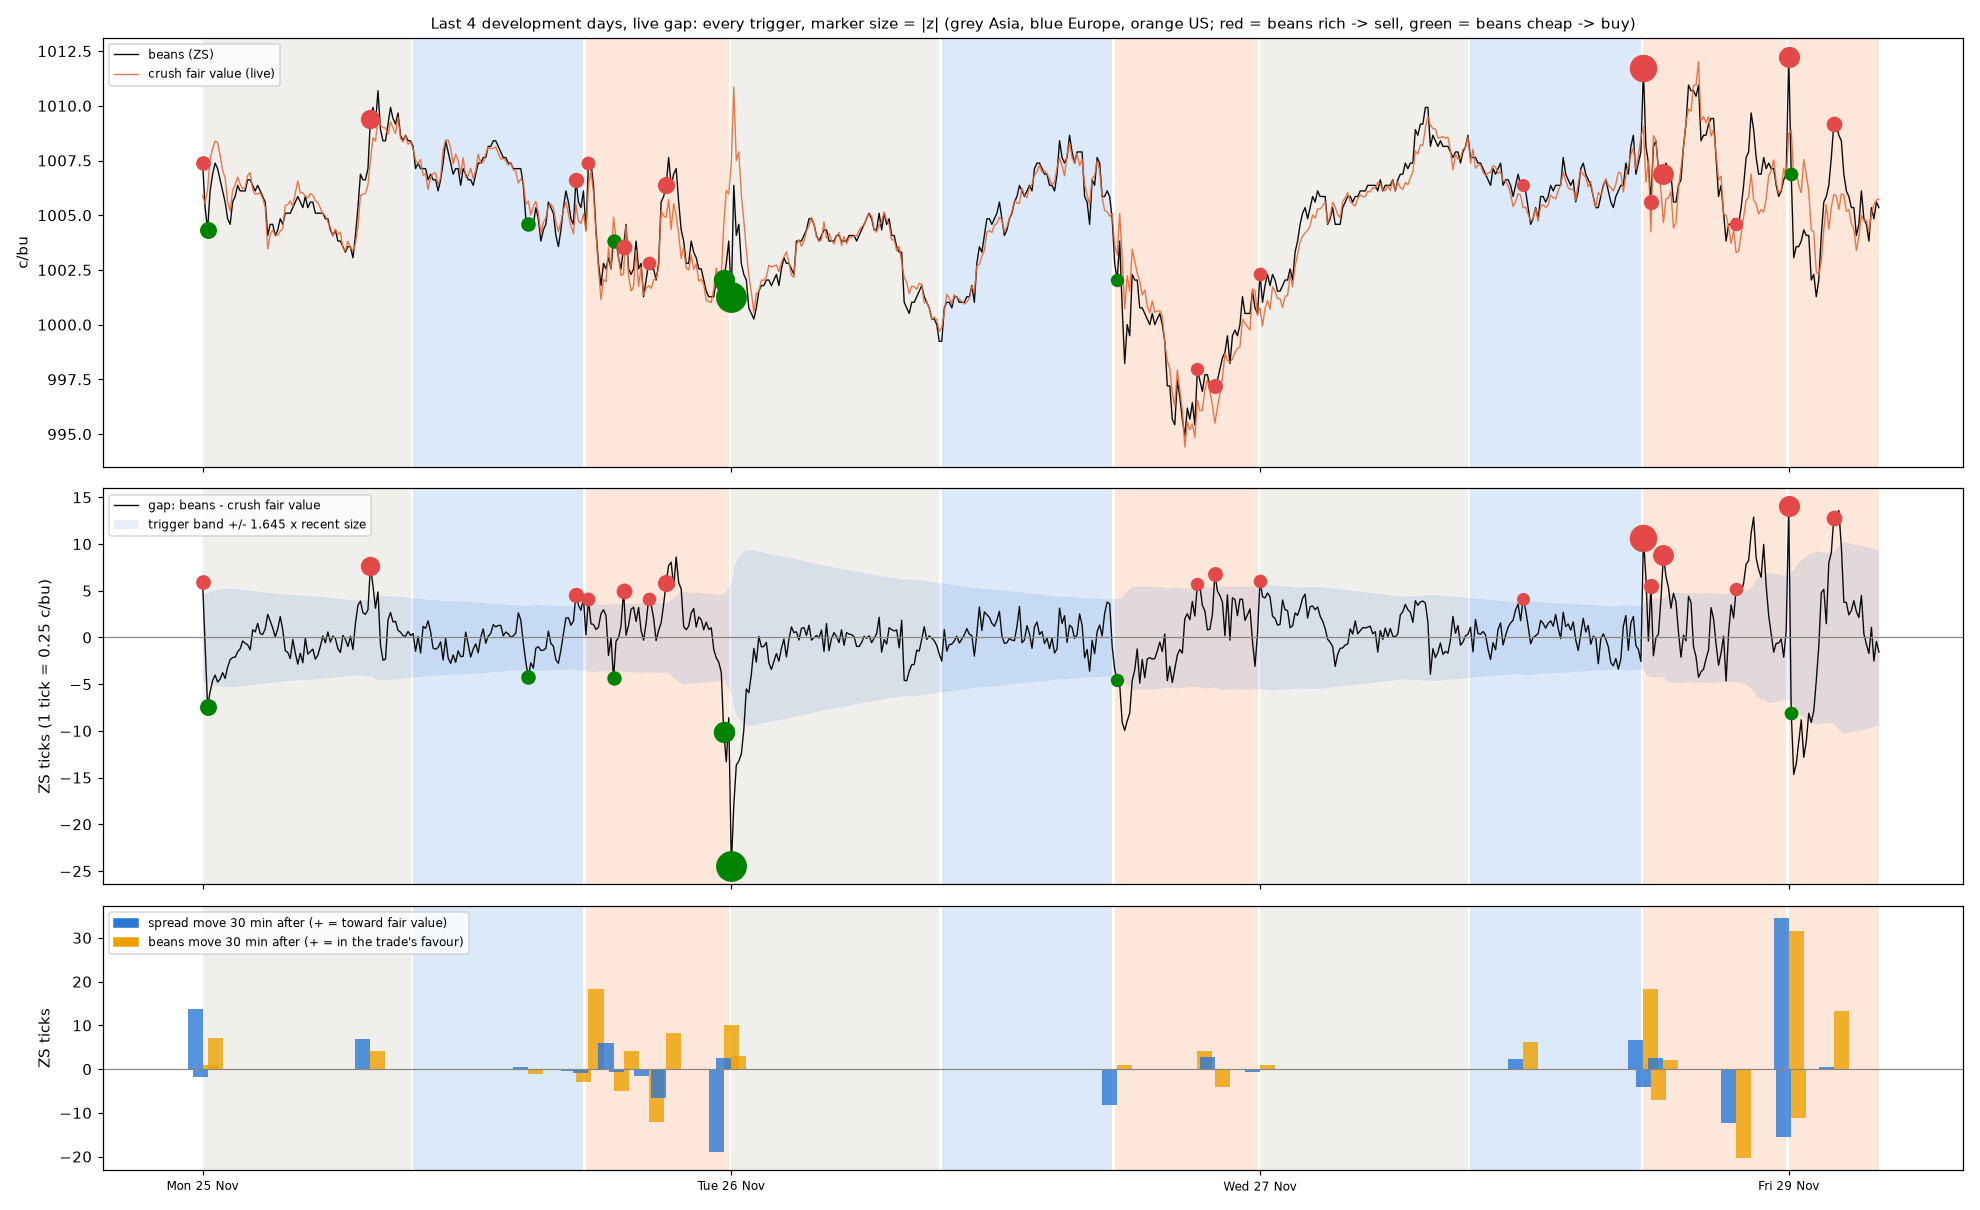 Last 4 development days, live gap: every trigger, marker size = |z| (grey Asia, blue Europe, orange US; red = beans rich -> sell, green = beans cheap -> buy)
beans (ZS)
crush fair value (live)
c/bu
1012.5
1010.0
1007.5
1005.0
1002.5
1000.0
997.5
995.0
gap: beans - crush fair value
trigger band +/- 1.645 x recent size
ZS ticks (1 tick = 0.25 c/bu)
15
10
5
0
−5
−10
−15
−20
−25
spread move 30 min after (+ = toward fair value)
beans move 30 min after (+ = in the trade's favour)
ZS ticks
30
20
10
0
−10
−20
Mon 25 Nov
Tue 26 Nov
Wed 27 Nov
Fri 29 Nov